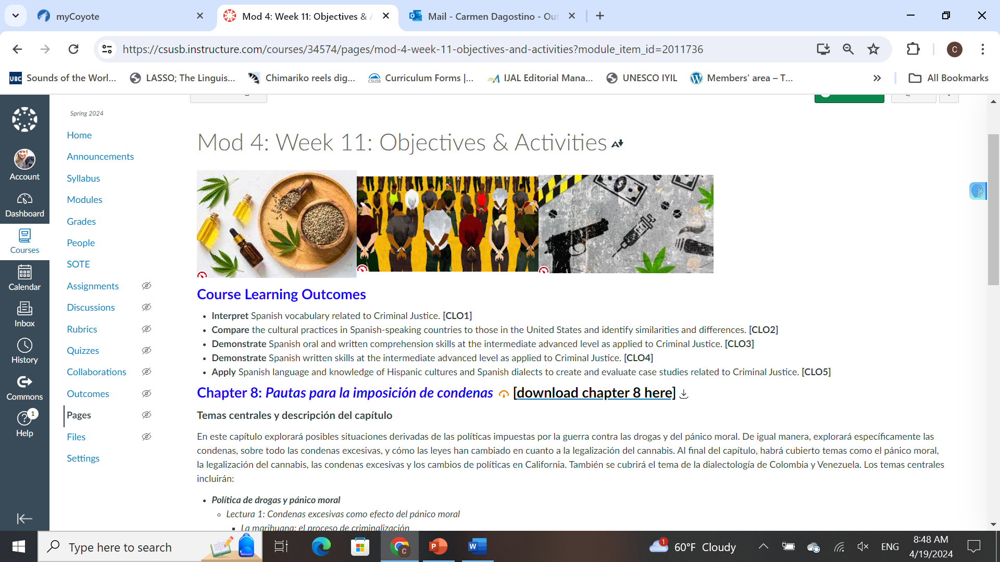 myCoyote
Mod 4: Week 11: Objectives &
Mail - Carmen Dagostino - Ou
https://csusb.instructure.com/courses/34574/pages/mod-4-week-11-objectives-and-activities?module_item_id=2011736
C
UBC
Sounds of the Worl...
LASSO; The Linguis...
Chimariko reels dig...
CSUSB
Curriculum Forms |...
IJAL Editorial Mana...
UNESCO IYIL
Members' area – T...
»
All Bookmarks
Account
Dashboard
Courses
Calendar
Inbox
History
Commons
1
Help
Spring 2024
Home
Announcements
Syllabus
Modules
Grades
People
SOTE
Assignments
Discussions
Rubrics
Quizzes
Collaborations
Outcomes
Pages
Files
Settings
Mod 4: Week 11: Objectives & Activities
Course Learning Outcomes
• Interpret Spanish vocabulary related to Criminal Justice. [CLO1]
• Compare the cultural practices in Spanish-speaking countries to those in the United States and identify similarities and differences. [CLO2]
• Demonstrate Spanish oral and written comprehension skills at the intermediate advanced level as applied to Criminal Justice. [CLO3]
• Demonstrate Spanish written skills at the intermediate advanced level as applied to Criminal Justice. [CLO4]
• Apply Spanish language and knowledge of Hispanic cultures and Spanish dialects to create and evaluate case studies related to Criminal Justice. [CLO5]
Chapter 8: Pautas para la imposición de condenas [download chapter 8 here]
Temas centrales y descripción del capítulo
En este capítulo explorará posibles situaciones derivadas de las políticas impuestas por la guerra contra las drogas y del pánico moral. De igual manera, explorará específicamente las
condenas, sobre todo las condenas excesivas, y cómo las leyes han cambiado en cuanto a la legalización del cannabis. Al final del capítulo, habrá cubierto temas como el pánico moral,
la legalización del cannabis, las condenas excesivas y los cambios de políticas en California. También se cubrirá el tema de la dialectología de Colombia y Venezuela. Los temas centrales
incluirán:
• Política de drogas y pánico moral
◦ Lectura 1: Condenas excesivas como efecto del pánico moral
▪ La marihuana: el proceso de criminalización
Type here to search
C
P
W
1
60°F Cloudy
ENG
8:48 AM
4/19/2024